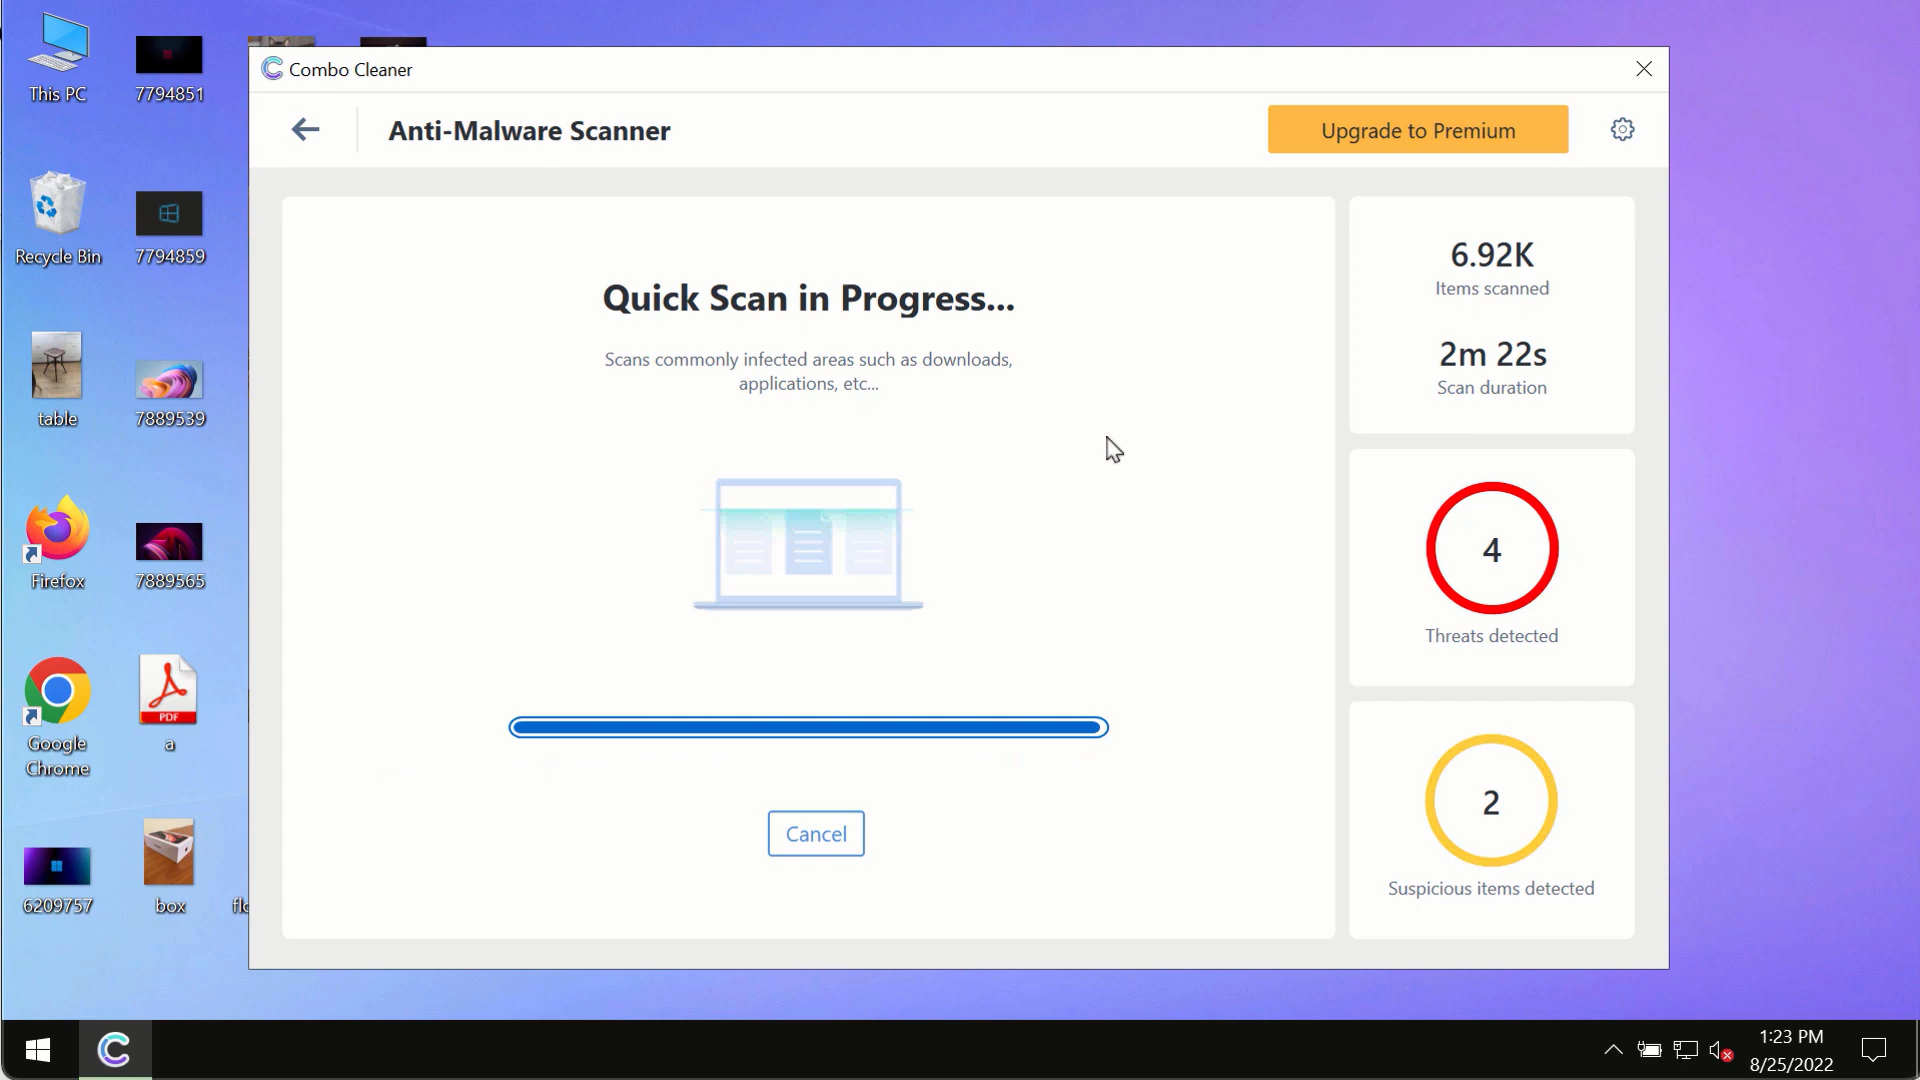 This PC
7794851
Recycle Bin
7794859
table
7889539
Firefox
7889565
Google
Chrome
a
PDF
6209757
box
Combo Cleaner
Anti-Malware Scanner
Upgrade to Premium
Quick Scan in Progress...
Scans commonly infected areas such as downloads,
applications, etc...
Cancel
6.92K
Items scanned
2m 22s
Scan duration
4
Threats detected
2
Suspicious items detected
1:23 PM
8/25/2022